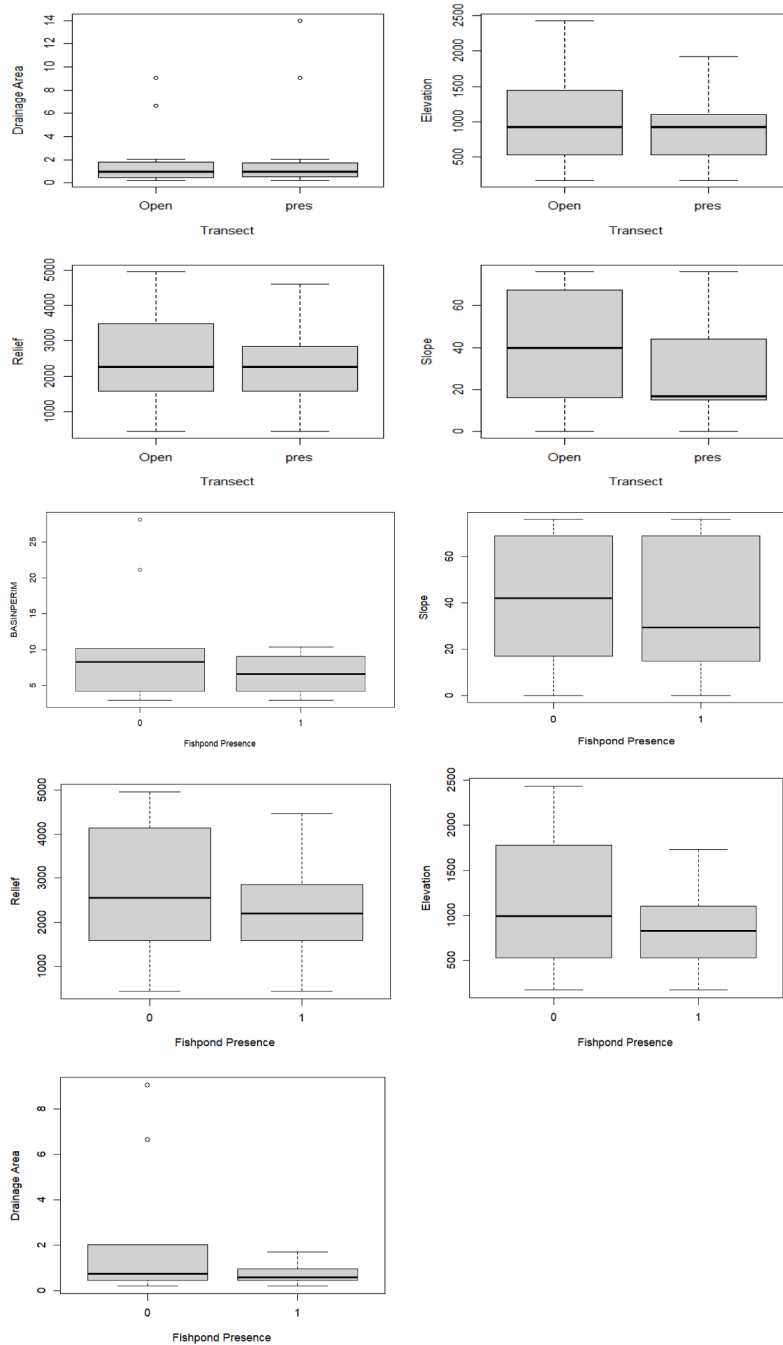 Drainage Area
14
12
10
8
6
4
2
0
Open pres
Transect
Elevation
2500
2000
1500
1000
500
Open pres
Transect
Relief
5000
4000
3000
2000
1000
Open pres
Transect
Slope
60
40
20
0
Open pres
Transect
BASINPERIM
25
20
15
10
5
0 1
Fishpond Presence
Slope
60
40
20
0
0 1
Fishpond Presence
Relief
5000
4000
3000
2000
1000
0 1
Fishpond Presence
Elevation
2500
2000
1500
1000
500
0 1
Fishpond Presence
Drainage Area
8
6
4
2
0
0 1
Fishpond Presence